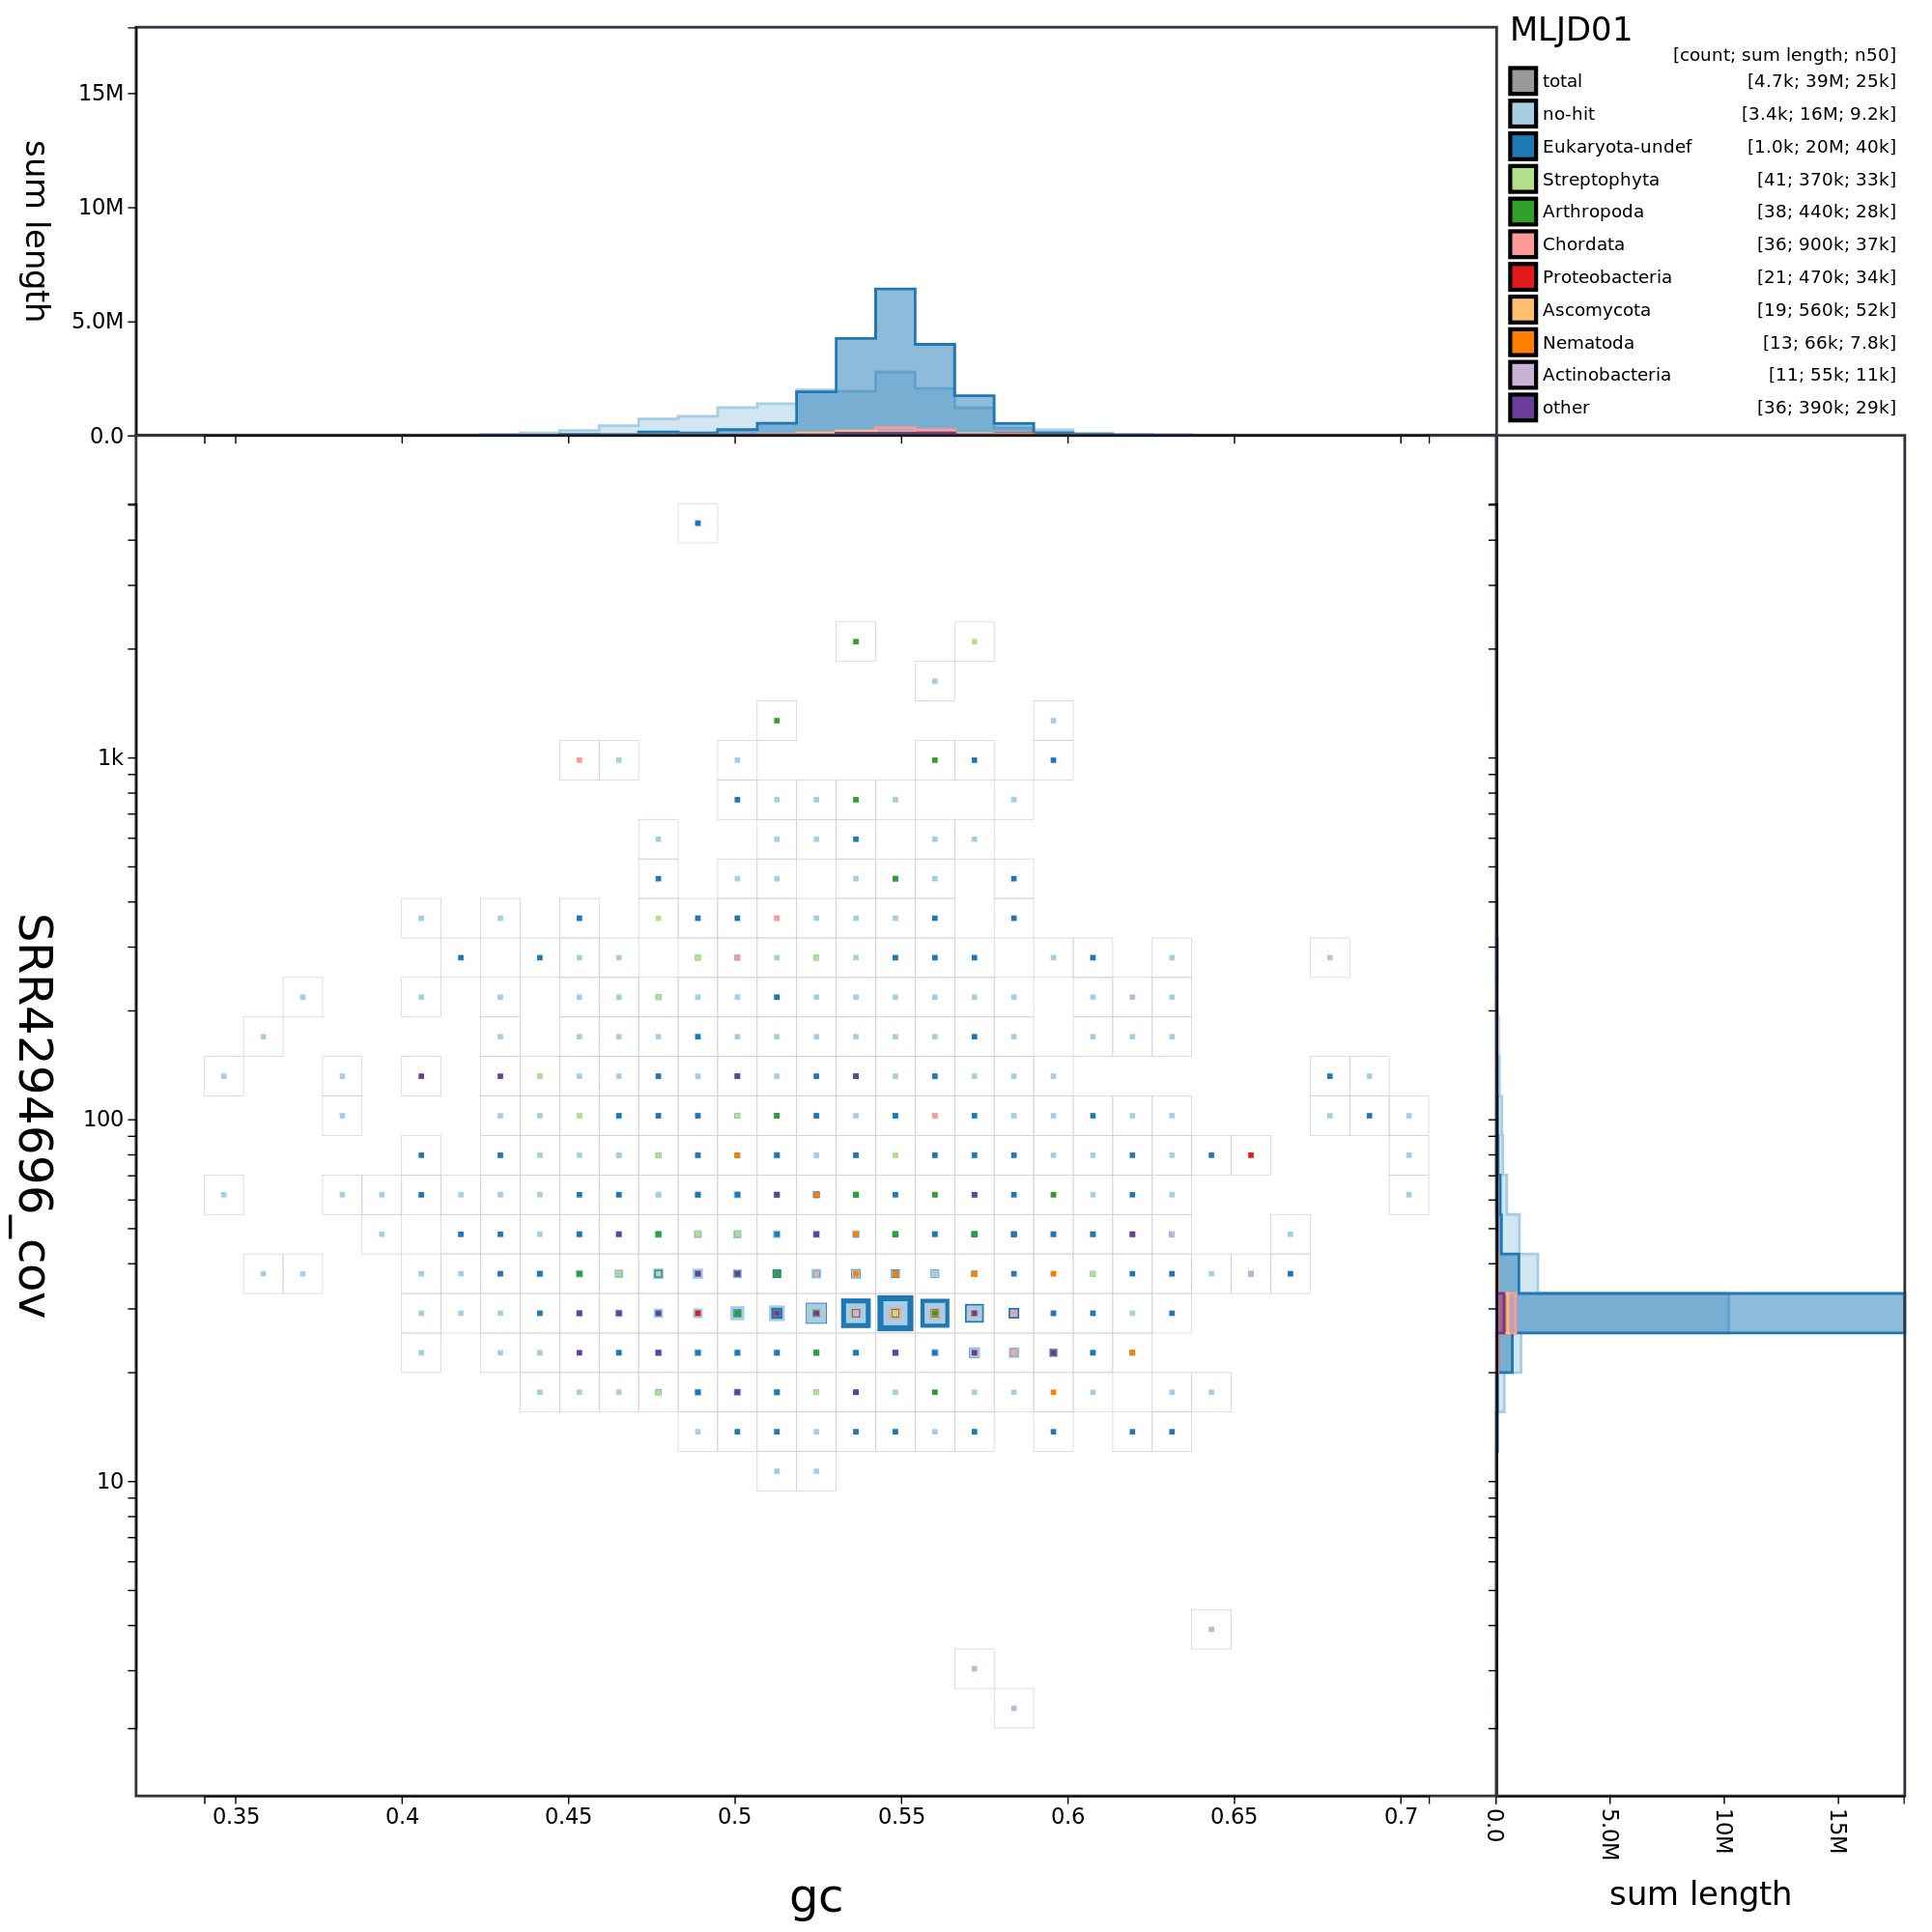 MLJD01
[count; sum length; n50]
total [4.7k; 39M; 25k]
no-hit [3.4k; 16M; 9.2k]
Eukaryota-undef [1.0k; 20M; 40k]
Streptophyta [41; 370k; 33k]
Arthropoda [38; 440k; 28k]
Chordata [36; 900k; 37k]
Proteobacteria [21; 470k; 34k]
Ascomycota [19; 560k; 52k]
Nematoda [13; 66k; 7.8k]
Actinobacteria [11; 55k; 11k]
other [36; 390k; 29k]
sum length
15M
10M
5.0M
0.0
SRR4294696_cov
1k
100
10
0.35 0.4 0.45 0.5 0.55 0.6 0.65 0.7
gc
0.0 5.0M 10M 15M
sum length